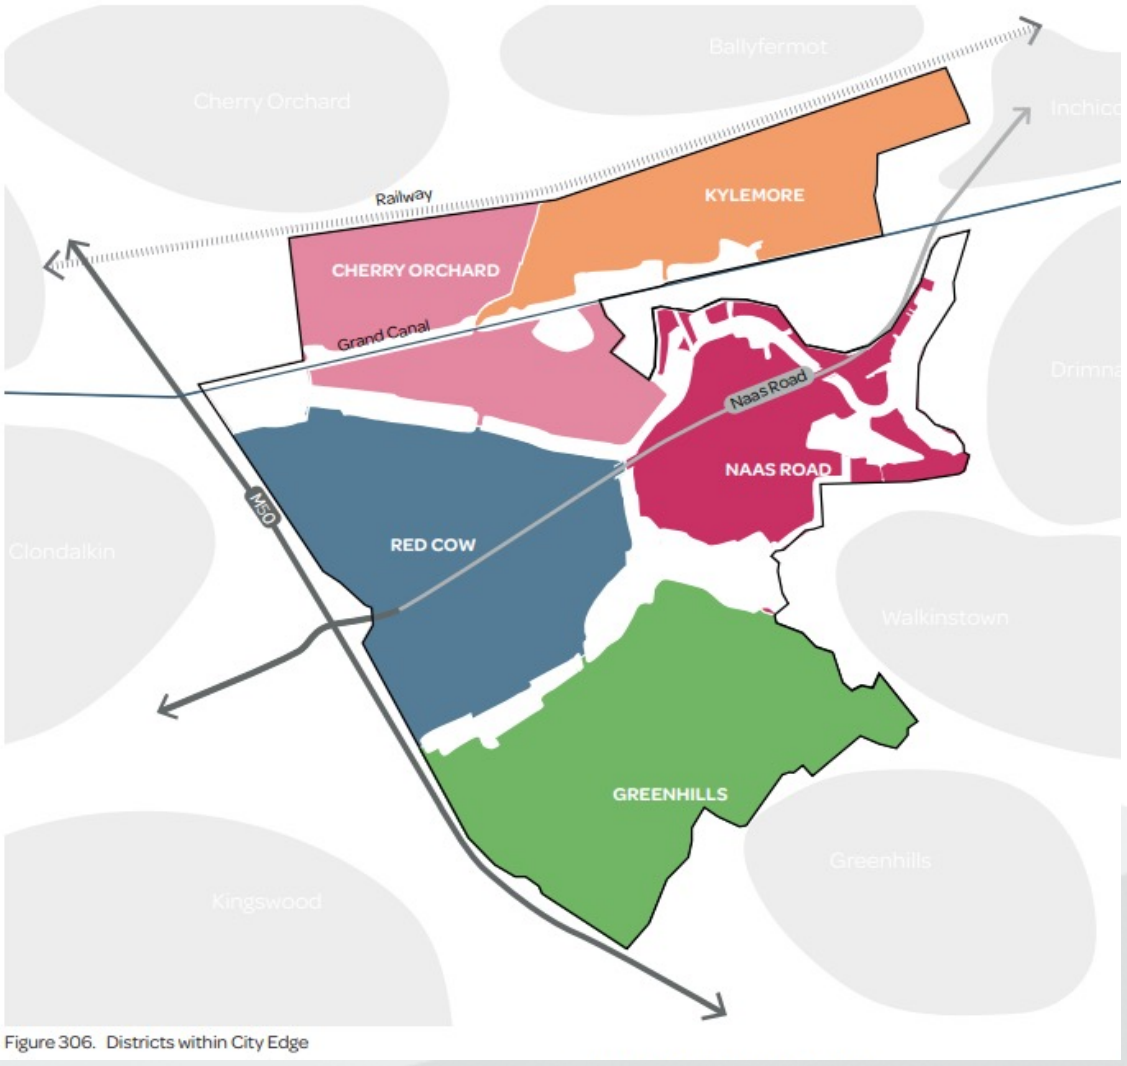 Ballyfermot
Cherry Orchard
Railway
KYLEMORE
CHERRY ORCHARD
Grand Canal
Drimna
Naas Road
NAAS ROAD
M50
RED COW
Clondalkin
Walkinstown
GREENHILLS
Greenhills
Kingswood
Figure 306. Districts within City Edge